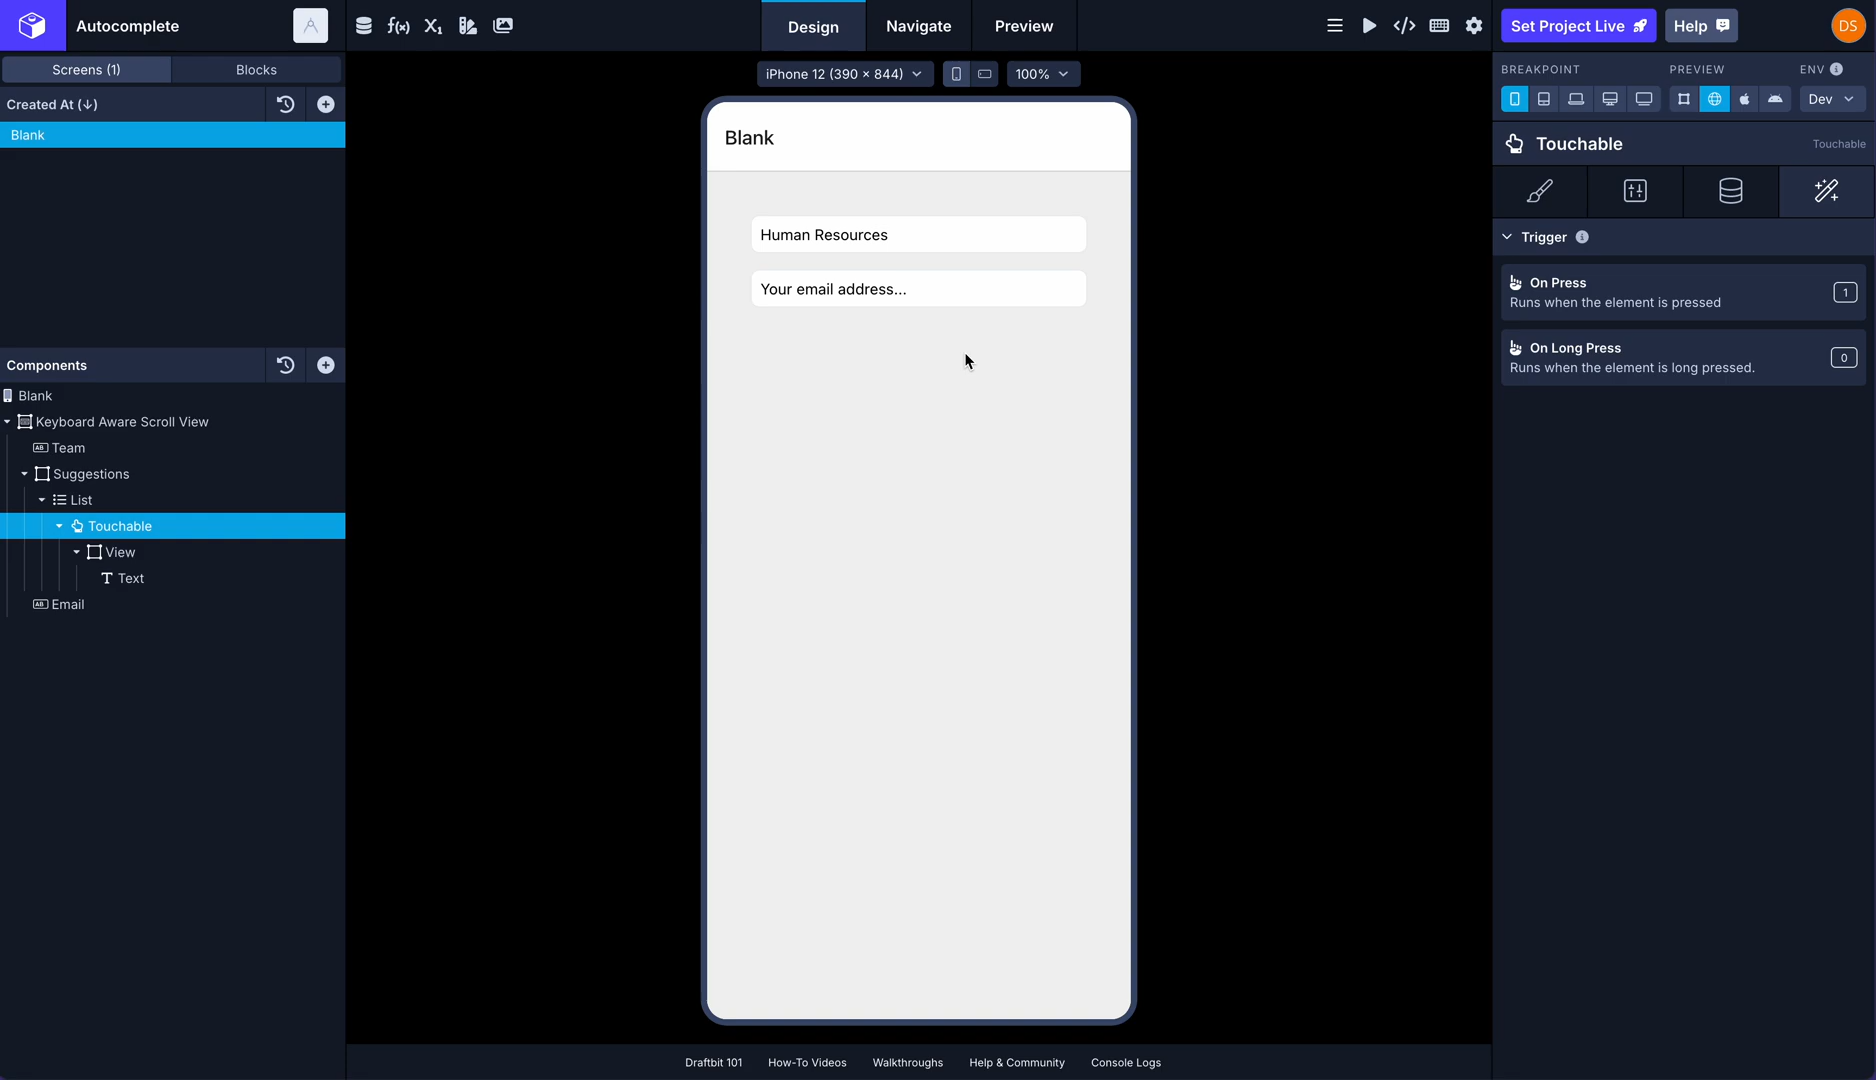 Autocomplete
f(x)
X₁
Design
Navigate
Preview
Set Project Live
Help
DS
Screens (1)
Blocks
iPhone 12 (390 × 844)
100%
BREAKPOINT
PREVIEW
ENV
Created At (↓)
Dev
Blank
Blank
Touchable
Touchable
Trigger
Human Resources
Your email address...
On Press
Runs when the element is pressed
1
On Long Press
Runs when the element is long pressed.
0
Components
Blank
Keyboard Aware Scroll View
Team
Suggestions
List
Touchable
View
Text
Email
Draftbit 101
How-To Videos
Walkthroughs
Help & Community
Console Logs